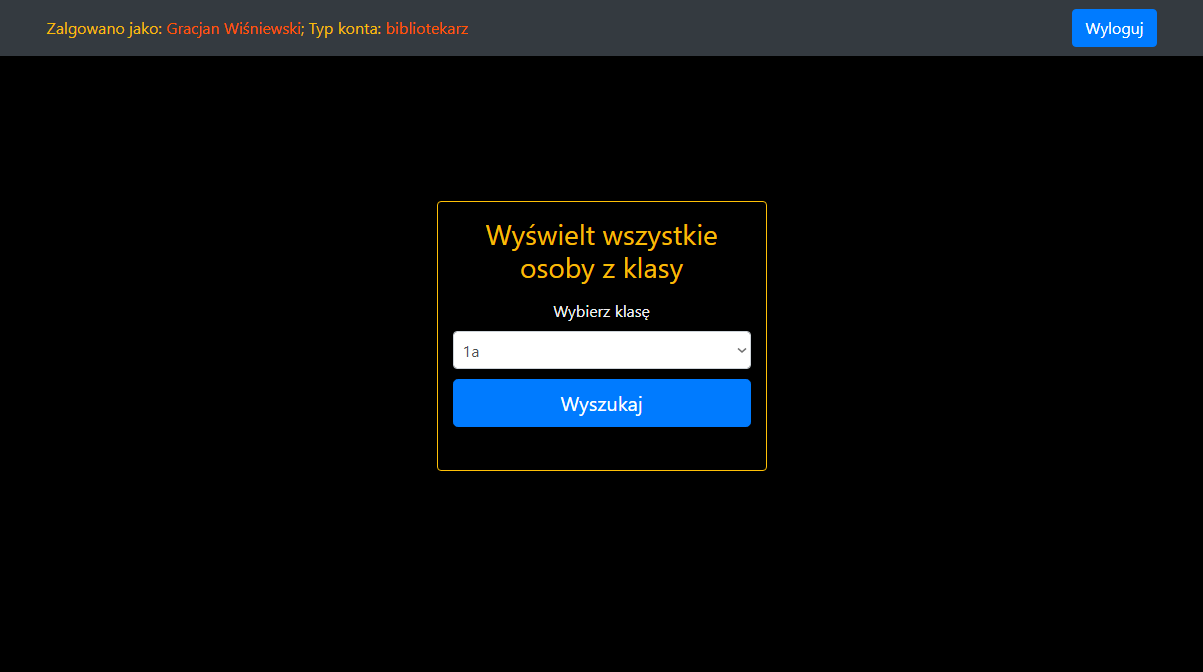 Zalgowano jako: Gracjan Wiśniewski; Typ konta: bibliotekarz
Wyloguj
Wyświelt wszystkie
osoby z klasy
Wybierz klasę
1a
Wyszukaj